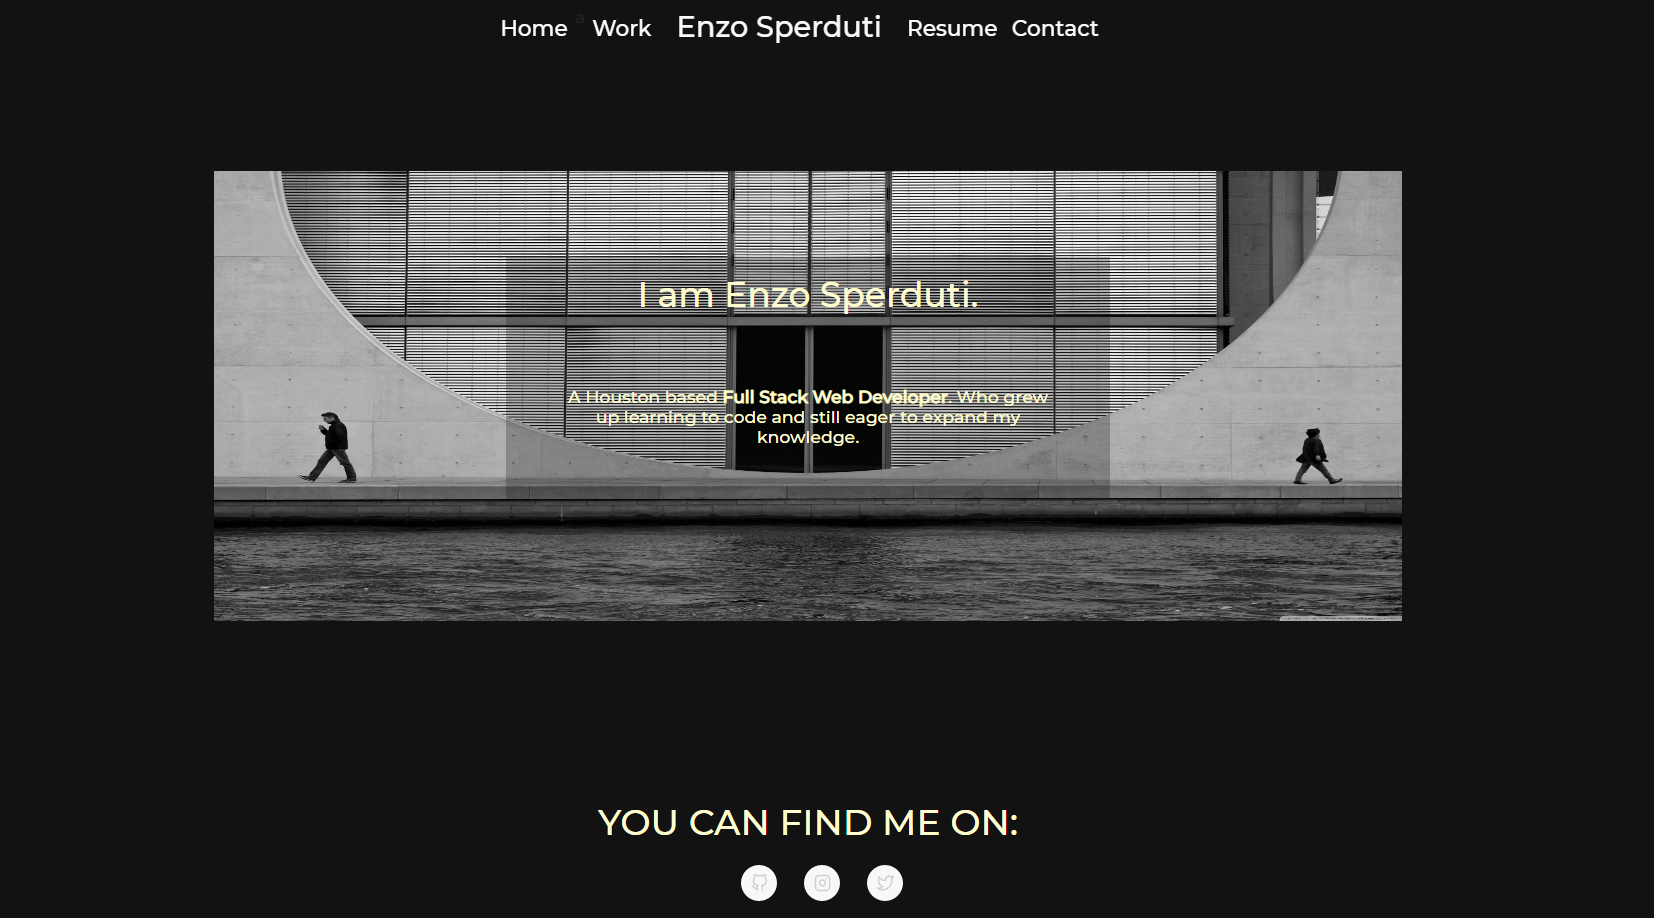 Home a Work Enzo Sperduti Resume Contact
I am Enzo Sperduti.
A Houston based Full Stack Web Developer. Who grew
up learning to code and still eager to expand my
knowledge.
YOU CAN FIND ME ON: